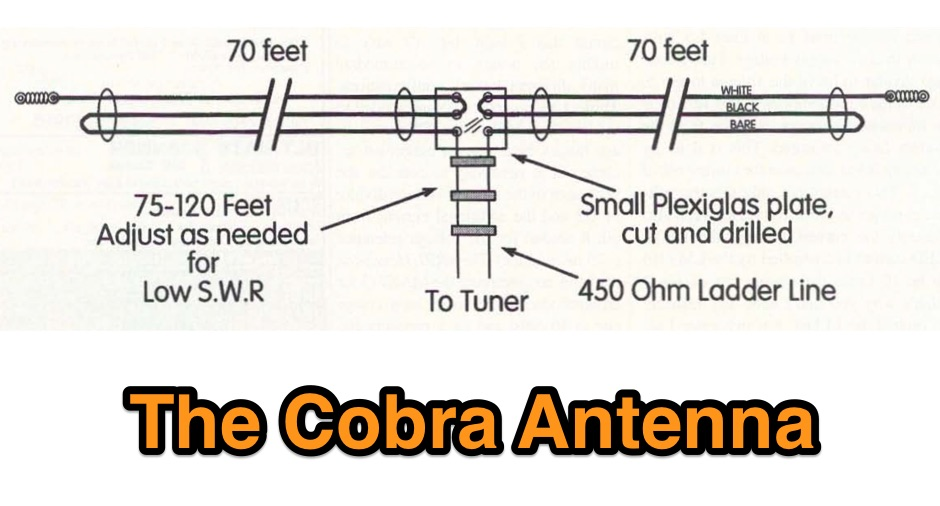 70 feet
70 feet
WHITE
BLACK
BARE
75-120 Feet
Adjust as needed
for
Low S.W.R
Small Plexiglas plate,
cut and drilled
To Tuner
450 Ohm Ladder Line
The Cobra Antenna